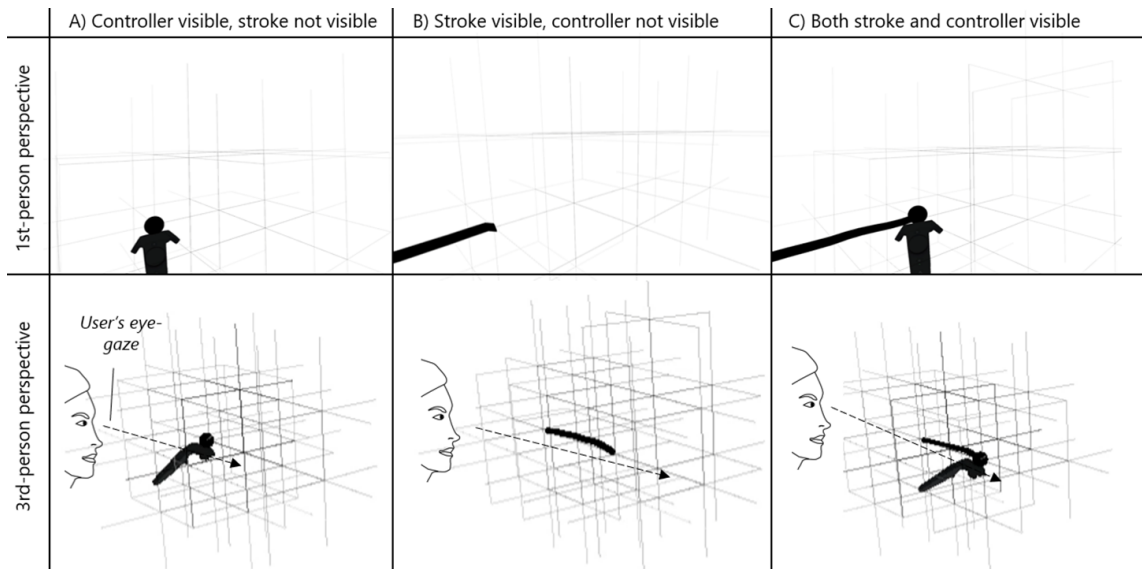 A) Controller visible, stroke not visible
B) Stroke visible, controller not visible
C) Both stroke and controller visible
1st-person perspective
3rd-person perspective
User's eye-
gaze